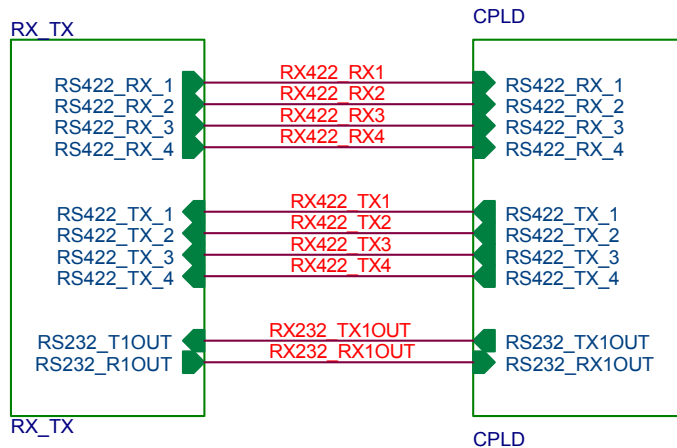 CPLD
RX_TX
RS422_RX_1 RX422_RX1 RS422_RX_1
RS422_RX_2 RX422_RX2 RS422_RX_2
RS422_RX_3 RX422_RX3 RS422_RX_3
RS422_RX_4 RX422_RX4 RS422_RX_4
RS422_TX_1 RX422_TX1 RS422_TX_1
RS422_TX_2 RX422_TX2 RS422_TX_2
RS422_TX_3 RX422_TX3 RS422_TX_3
RS422_TX_4 RX422_TX4 RS422_TX_4
RS232_T1OUT RX232_TX1OUT RS232_TX1OUT
RS232_R1OUT RX232_RX1OUT RS232_RX1OUT
RX_TX
CPLD